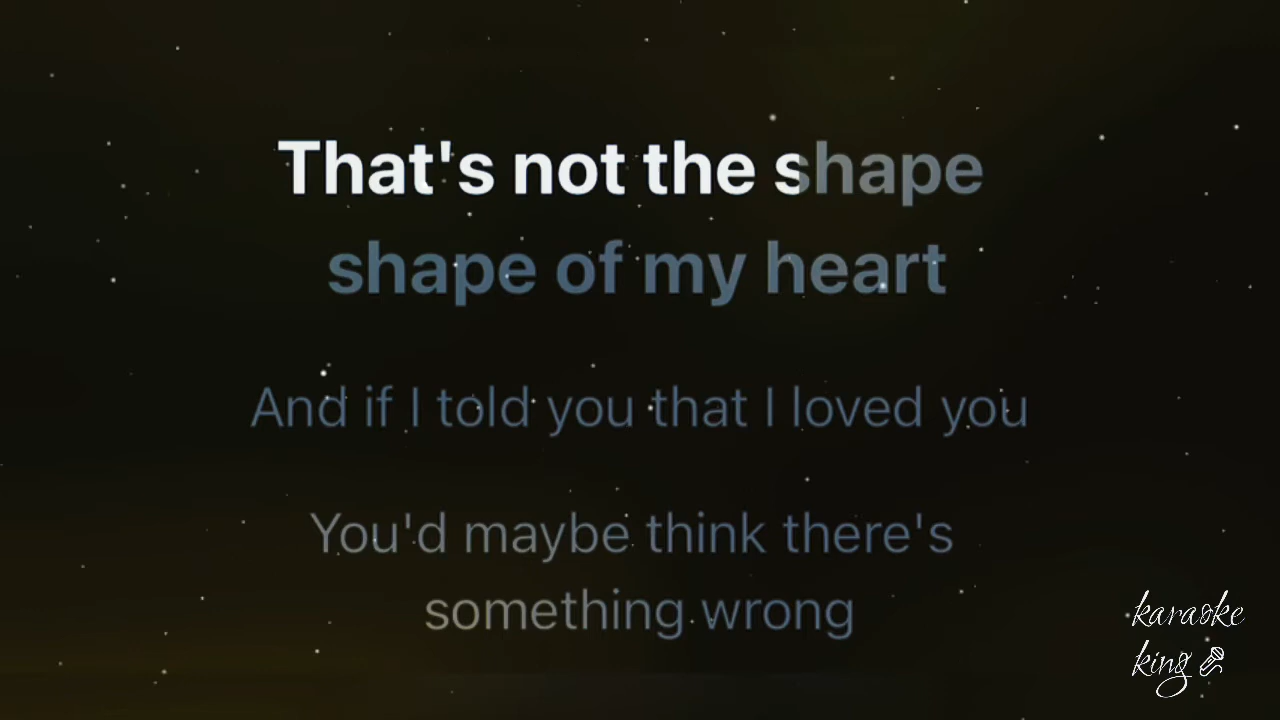 That's not the shape
shape of my heart
And if I told you that I loved you
You'd maybe think there's
something wrong
karaoke
king